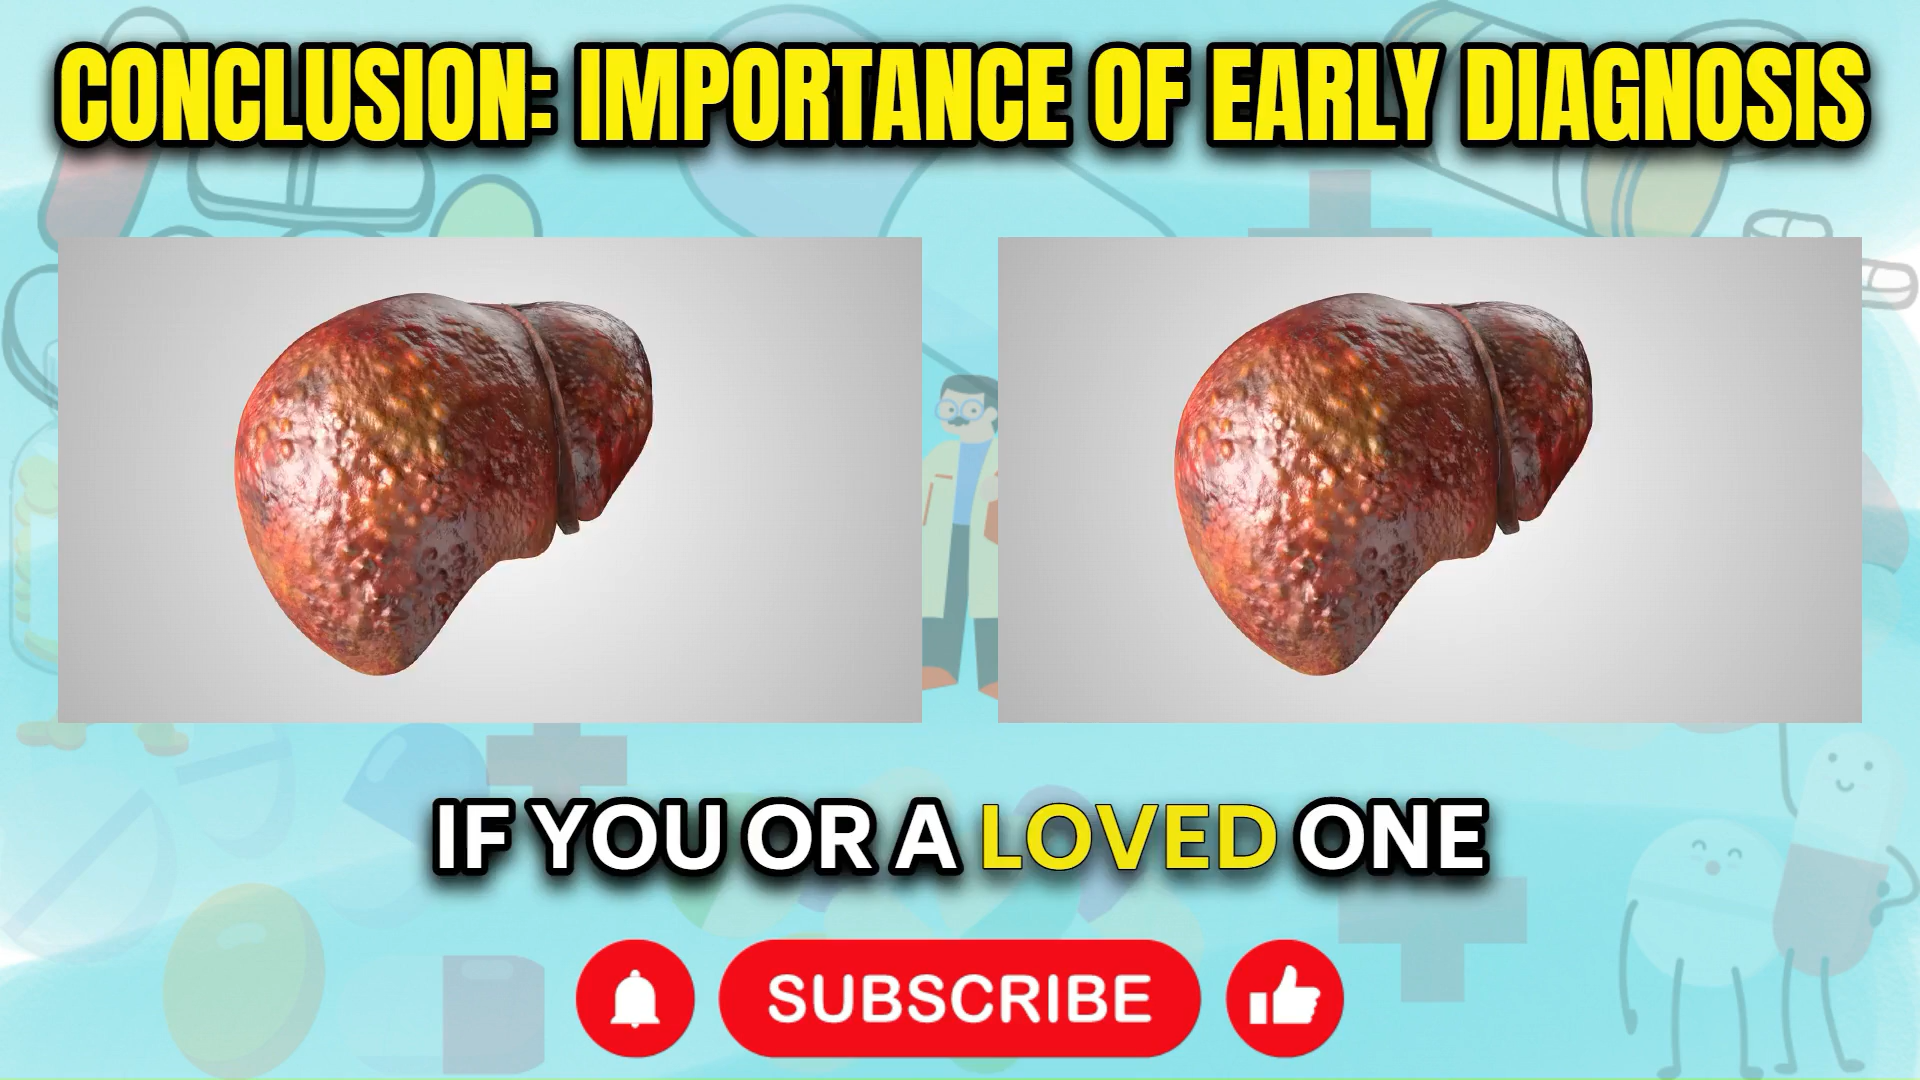 CONCLUSION: IMPORTANCE OF EARLY DIAGNOSIS
IF YOU OR A LOVED ONE
SUBSCRIBE